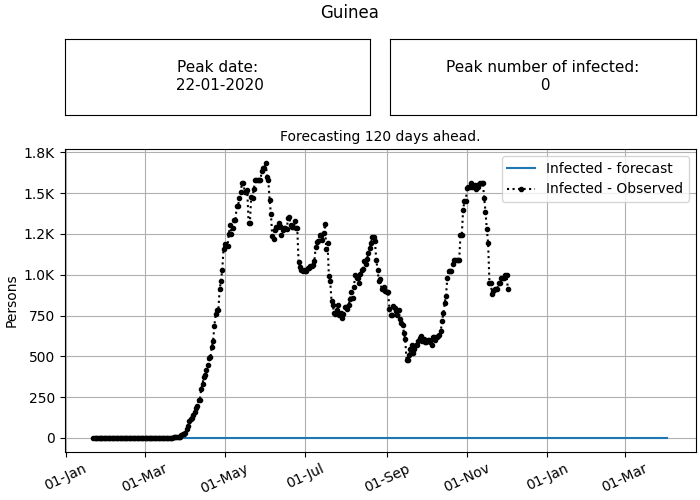 Guinea
Peak date:
22-01-2020
Peak number of infected:
0
Forecasting 120 days ahead.
Infected - forecast
Infected - Observed
1.8K
1.5K
1.2K
1.0K
750
500
250
0
Persons
01-Jan
01-Mar
01-May
01-Jul
01-Sep
01-Nov
01-Jan
01-Mar